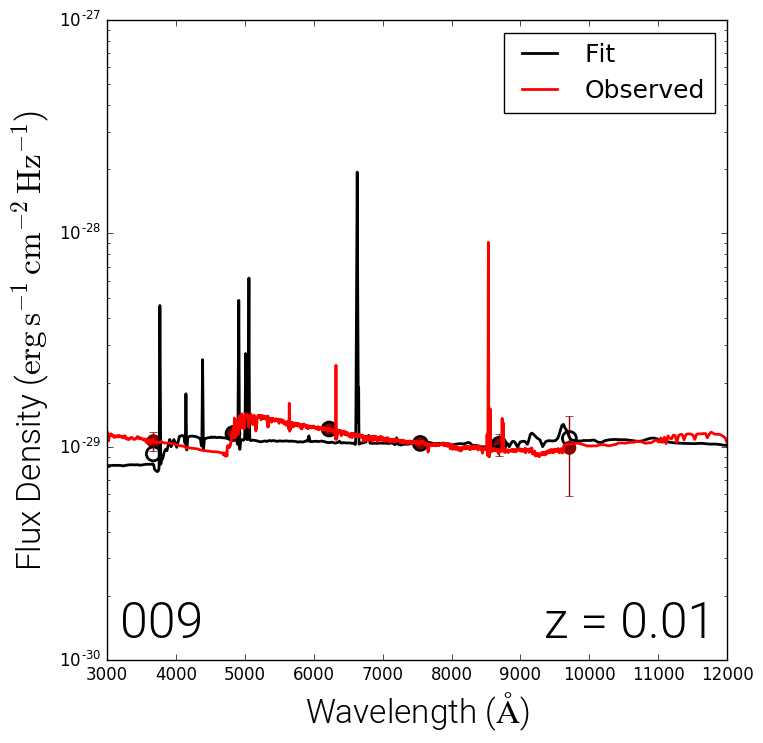 10^-27
10^-28
10^-29
10^-30
Flux Density (erg s^-1 cm^-2 Hz^-1)
Fit
Observed
009
z = 0.01
3000 4000 5000 6000 7000 8000 9000 10000 11000 12000
Wavelength (Å)